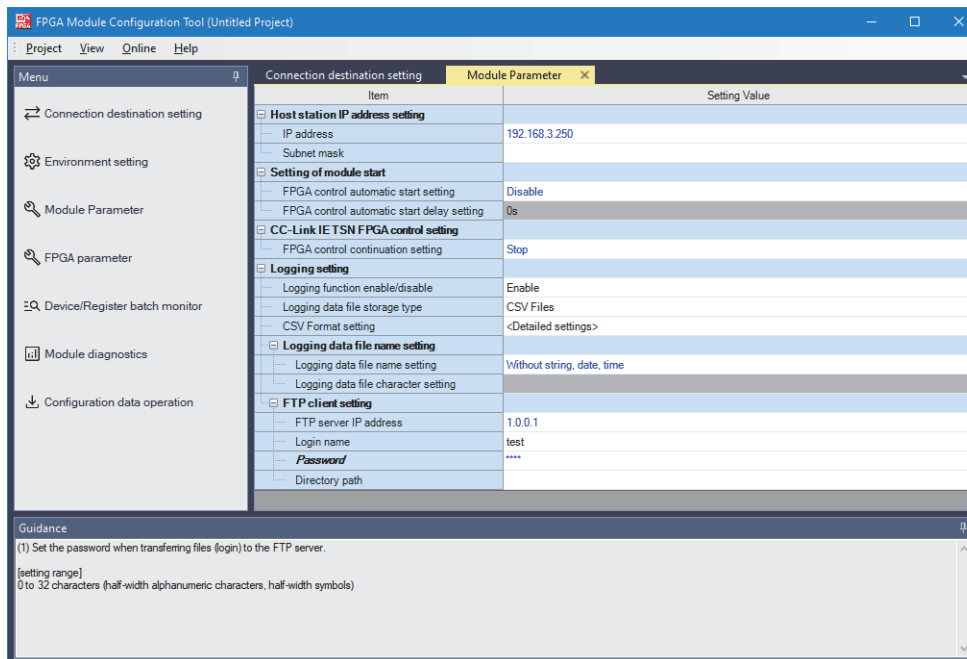 FPGA Module Configuration Tool (Untitled Project)
Project View Online Help
Menu
Connection destination setting
Environment setting
Module Parameter
FPGA parameter
Device/Register batch monitor
Module diagnostics
Configuration data operation
Connection destination setting Module Parameter
Item Setting Value
Host station IP address setting
IP address 192.168.3.250
Subnet mask
Setting of module start
FPGA control automatic start setting Disable
FPGA control automatic start delay setting 0s
CC-Link IE TSN FPGA control setting
FPGA control continuation setting Stop
Logging setting
Logging function enable/disable Enable
Logging data file storage type CSV Files
CSV Format setting <Detailed settings>
Logging data file name setting
Logging data file name setting Without string, date, time
Logging data file character setting
FTP client setting
FTP server IP address 1.0.0.1
Login name test
Password ****
Directory path
Guidance
(1) Set the password when transferring files (login) to the FTP server.
[setting range]
0 to 32 characters (half-width alphanumeric characters, half-width symbols)